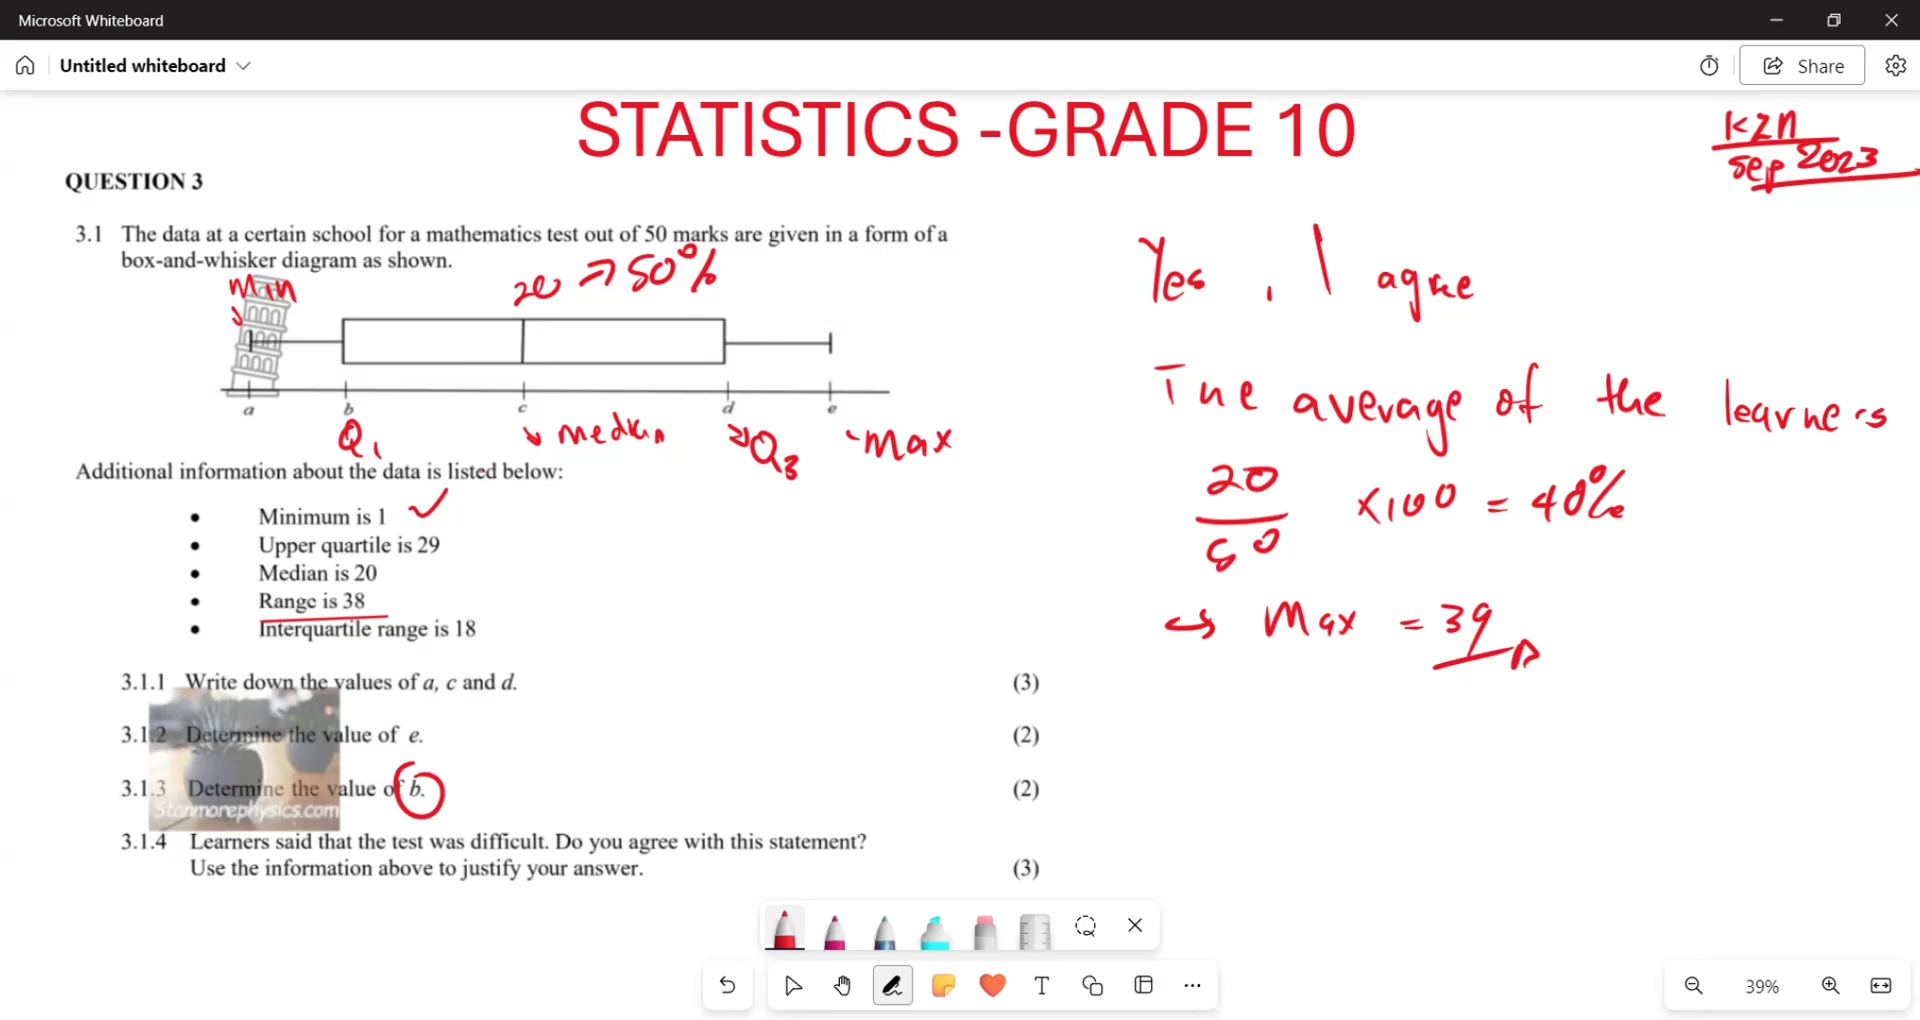 Microsoft Whiteboard
Untitled whiteboard
Share
STATISTICS -GRADE 10
KZN
Sep 2023
QUESTION 3
3.1 The data at a certain school for a mathematics test out of 50 marks are given in a form of a
box-and-whisker diagram as shown.
20 → 50%
Min
a b c d e
Q1 median Q3 -Max
Additional information about the data is listed below:
• Minimum is 1 ✓
• Upper quartile is 29
• Median is 20
• Range is 38
• Interquartile range is 18
3.1.1 Write down the values of a, c and d. (3)
3.1.2 Determine the value of e. (2)
3.1.3 Determine the value of b. (2)
Stanmorephysics.com
3.1.4 Learners said that the test was difficult. Do you agree with this statement?
Use the information above to justify your answer. (3)
Yes, I agree
The average of the learners
20/50 ×100 = 40%
Max = 39
39%